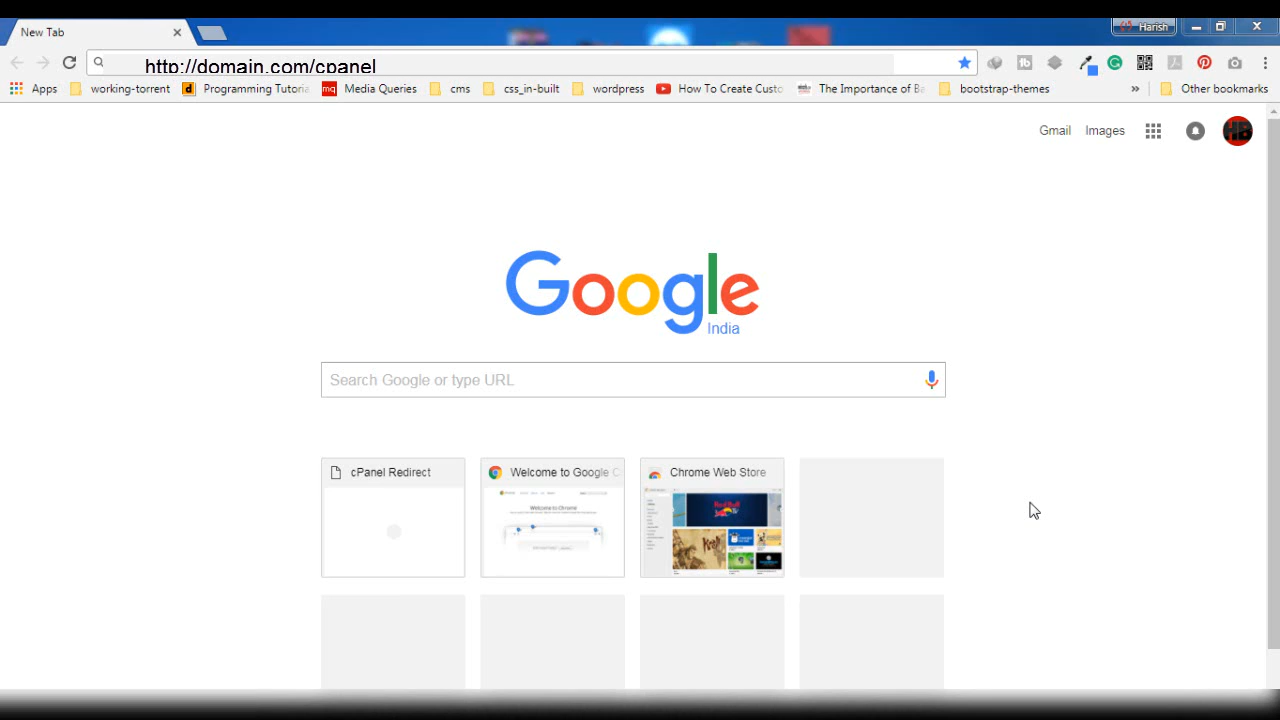 New Tab
Harish
http://domain.com/cpanel
Apps
working-torrent
Programming Tutoria
Media Queries
cms
css_in-built
wordpress
How To Create Custo
The Importance of Ba
bootstrap-themes
»
Other bookmarks
Gmail
Images
HB
Google
India
Search Google or type URL
cPanel Redirect
Welcome to Google C
Chrome Web Store
Welcome to Chrome